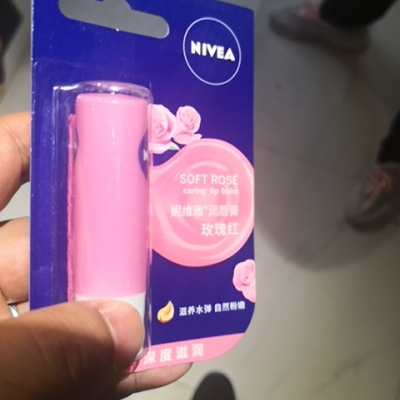 NIVEA
SOFT ROSE
caring lip balm
妮维雅®润唇膏
玫瑰红
滋养水弹 自然粉嫩
深度滋润